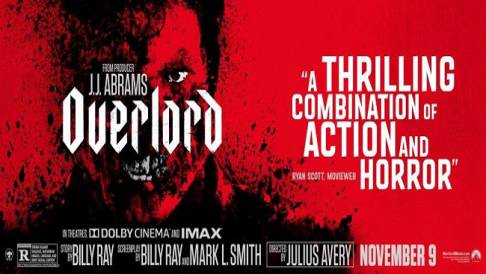 FROM PRODUCER
J.J. ABRAMS
Overlord
IN THEATRES DOLBY CINEMA AND IMAX
R
STORY BY BILLY RAY SCREENPLAY BY BILLY RAY AND MARK L. SMITH DIRECTED BY JULIUS AVERY NOVEMBER 9
"A THRILLING
COMBINATION OF
ACTION AND
HORROR"
RYAN SCOTT, MOVIEWEB